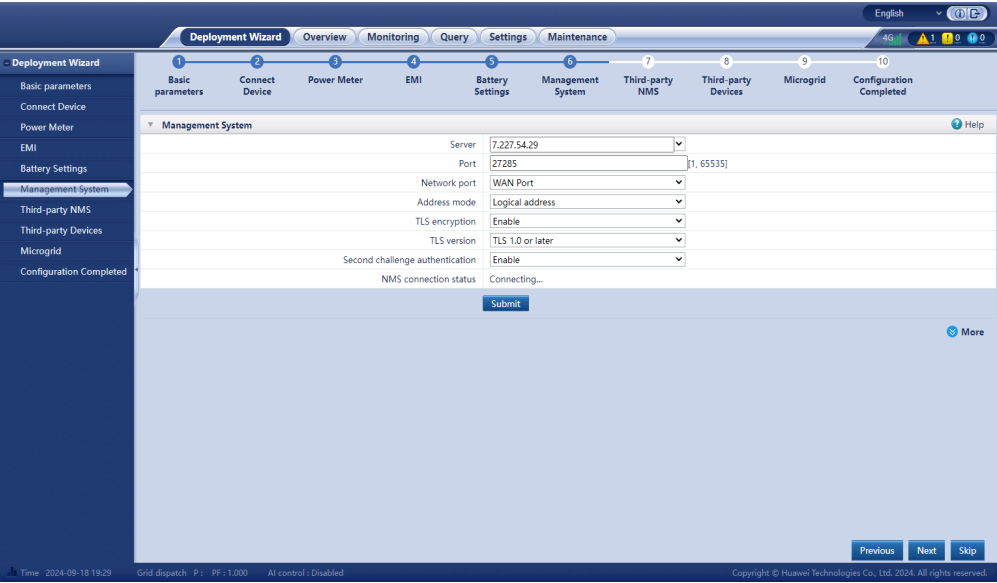 English
Deployment Wizard Overview Monitoring Query Settings Maintenance
4G 1 0 0
Deployment Wizard
Basic parameters
Connect Device
Power Meter
EMI
Battery Settings
Management System
Third-party NMS
Third-party Devices
Microgrid
Configuration Completed
1 2 3 4 5 6 7 8 9 10
Basic parameters
Connect Device
Power Meter
EMI
Battery Settings
Management System
Third-party NMS
Third-party Devices
Microgrid
Configuration Completed
Management System Help
Server 7.227.54.29
Port 27285 [1, 65535]
Network port WAN Port
Address mode Logical address
TLS encryption Enable
TLS version TLS 1.0 or later
Second challenge authentication Enable
NMS connection status Connecting...
Submit
More
Previous Next Skip
Time 2024-09-18 19:29 Grid dispatch P : PF : 1.000 AI control : Disabled Copyright © Huawei Technologies Co., Ltd. 2024. All rights reserved.